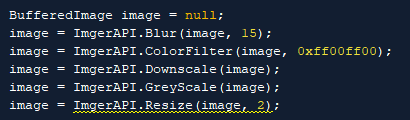 BufferedImage image = null;
image = ImgerAPI.Blur(image, 15);
image = ImgerAPI.ColorFilter(image, 0xff00ff00);
image = ImgerAPI.Downscale(image);
image = ImgerAPI.GreyScale(image);
image = ImgerAPI.Resize(image, 2);